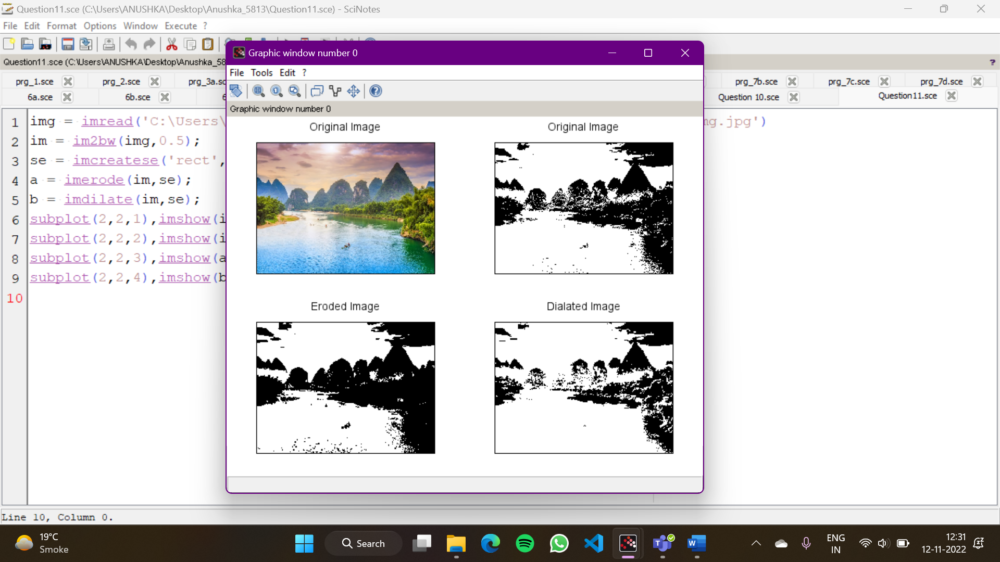 Question11.sce (C:\Users\ANUSHKA\Desktop\Anushka_5813\Question11.sce) - SciNotes
File Edit Format Options Window Execute ?
Question11.sce (C:\Users\ANUSHKA\Desktop\Anushka_58
?
prg_1.sce prg_2.sce prg_3a.sc prg_7b.sce prg_7c.sce prg_7d.sce
6a.sce 6b.sce 6 Question 10.sce Question11.sce
Graphic window number 0
File Tools Edit ?
Graphic window number 0
Original Image
Original Image
Eroded Image
Dialated Image
1 img = imread('C:\Users\ mg.jpg')
2 im = im2bw(img,0.5);
3 se = imcreatese('rect',
4 a = imerode(im,se);
5 b = imdilate(im,se);
6 subplot(2,2,1),imshow(i
7 subplot(2,2,2),imshow(i
8 subplot(2,2,3),imshow(a
9 subplot(2,2,4),imshow(b
10
Line 10, Column 0.
19°C
Smoke
Search
ENG
IN
12:31
12-11-2022